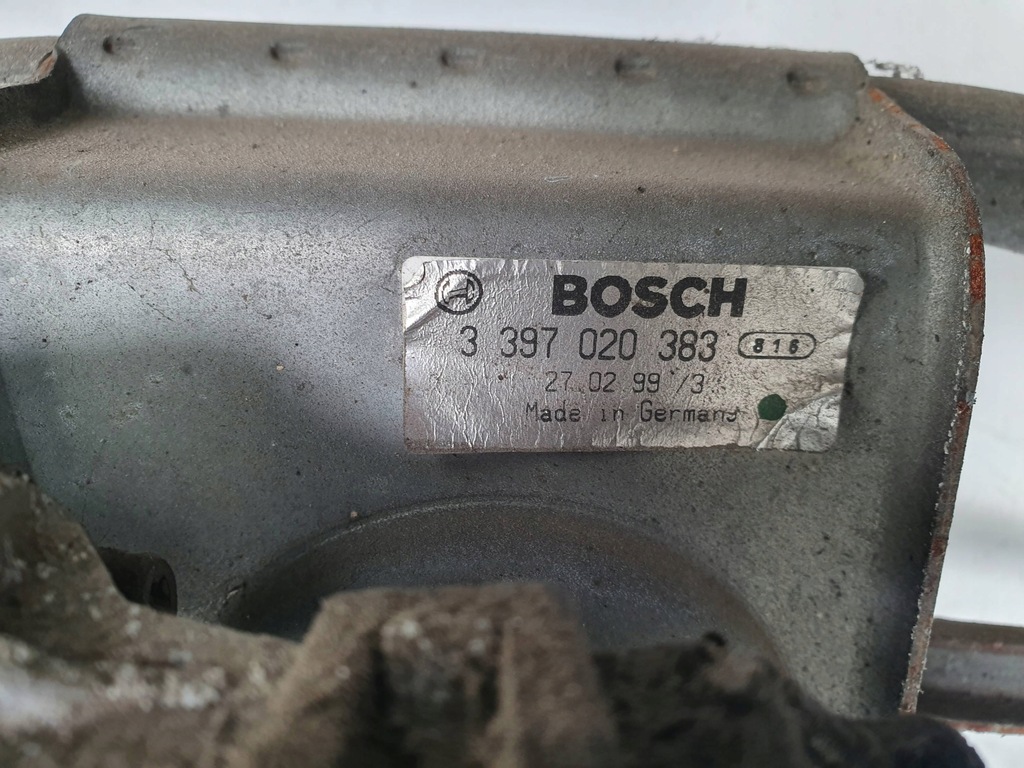 BOSCH
3 397 020 383 816
27.02 99 /3
Made in Germany